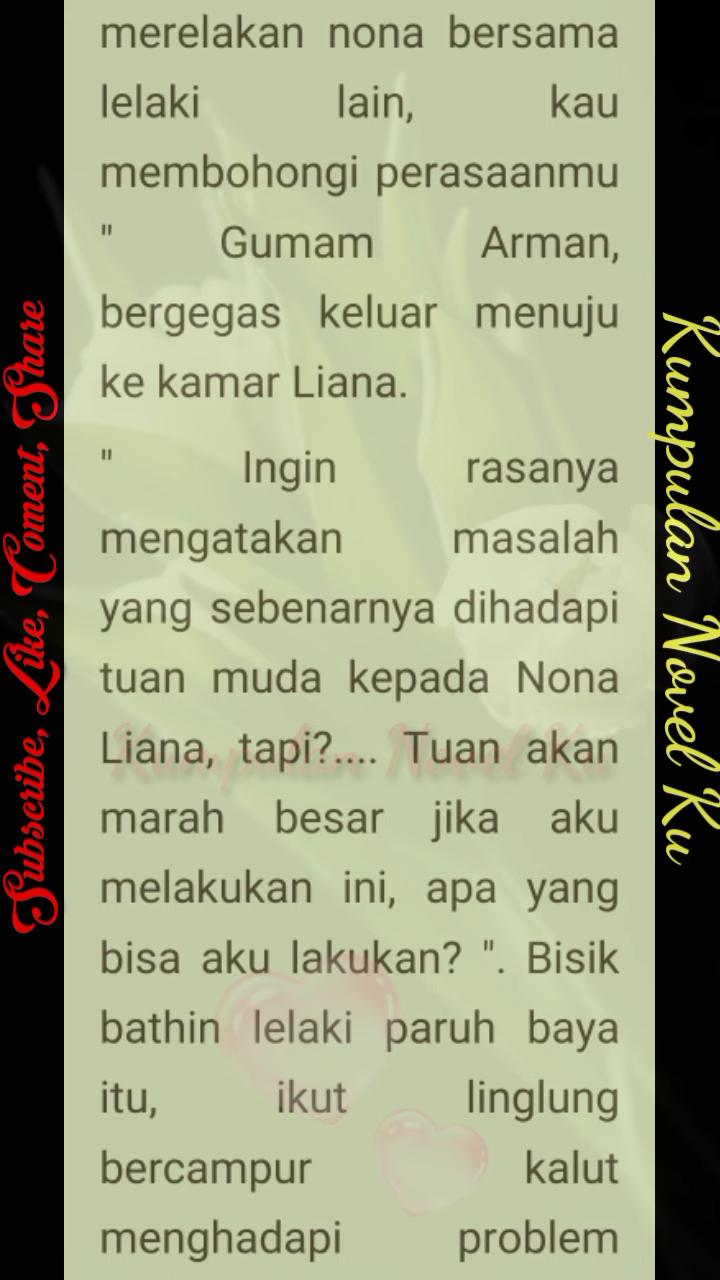 merelakan nona bersama
lelaki lain, kau
membohongi perasaanmu
" Gumam Arman,
bergegas keluar menuju
ke kamar Liana.
" Ingin rasanya
mengatakan masalah
yang sebenarnya dihadapi
tuan muda kepada Nona
Liana, tapi?.... Tuan akan
marah besar jika aku
melakukan ini, apa yang
bisa aku lakukan? ". Bisik
bathin lelaki paruh baya
itu, ikut linglung
bercampur kalut
menghadapi problem
Subscribe, Like, Coment, Share
Kumpulan Novel Ku
Kumpulan Novel Ku